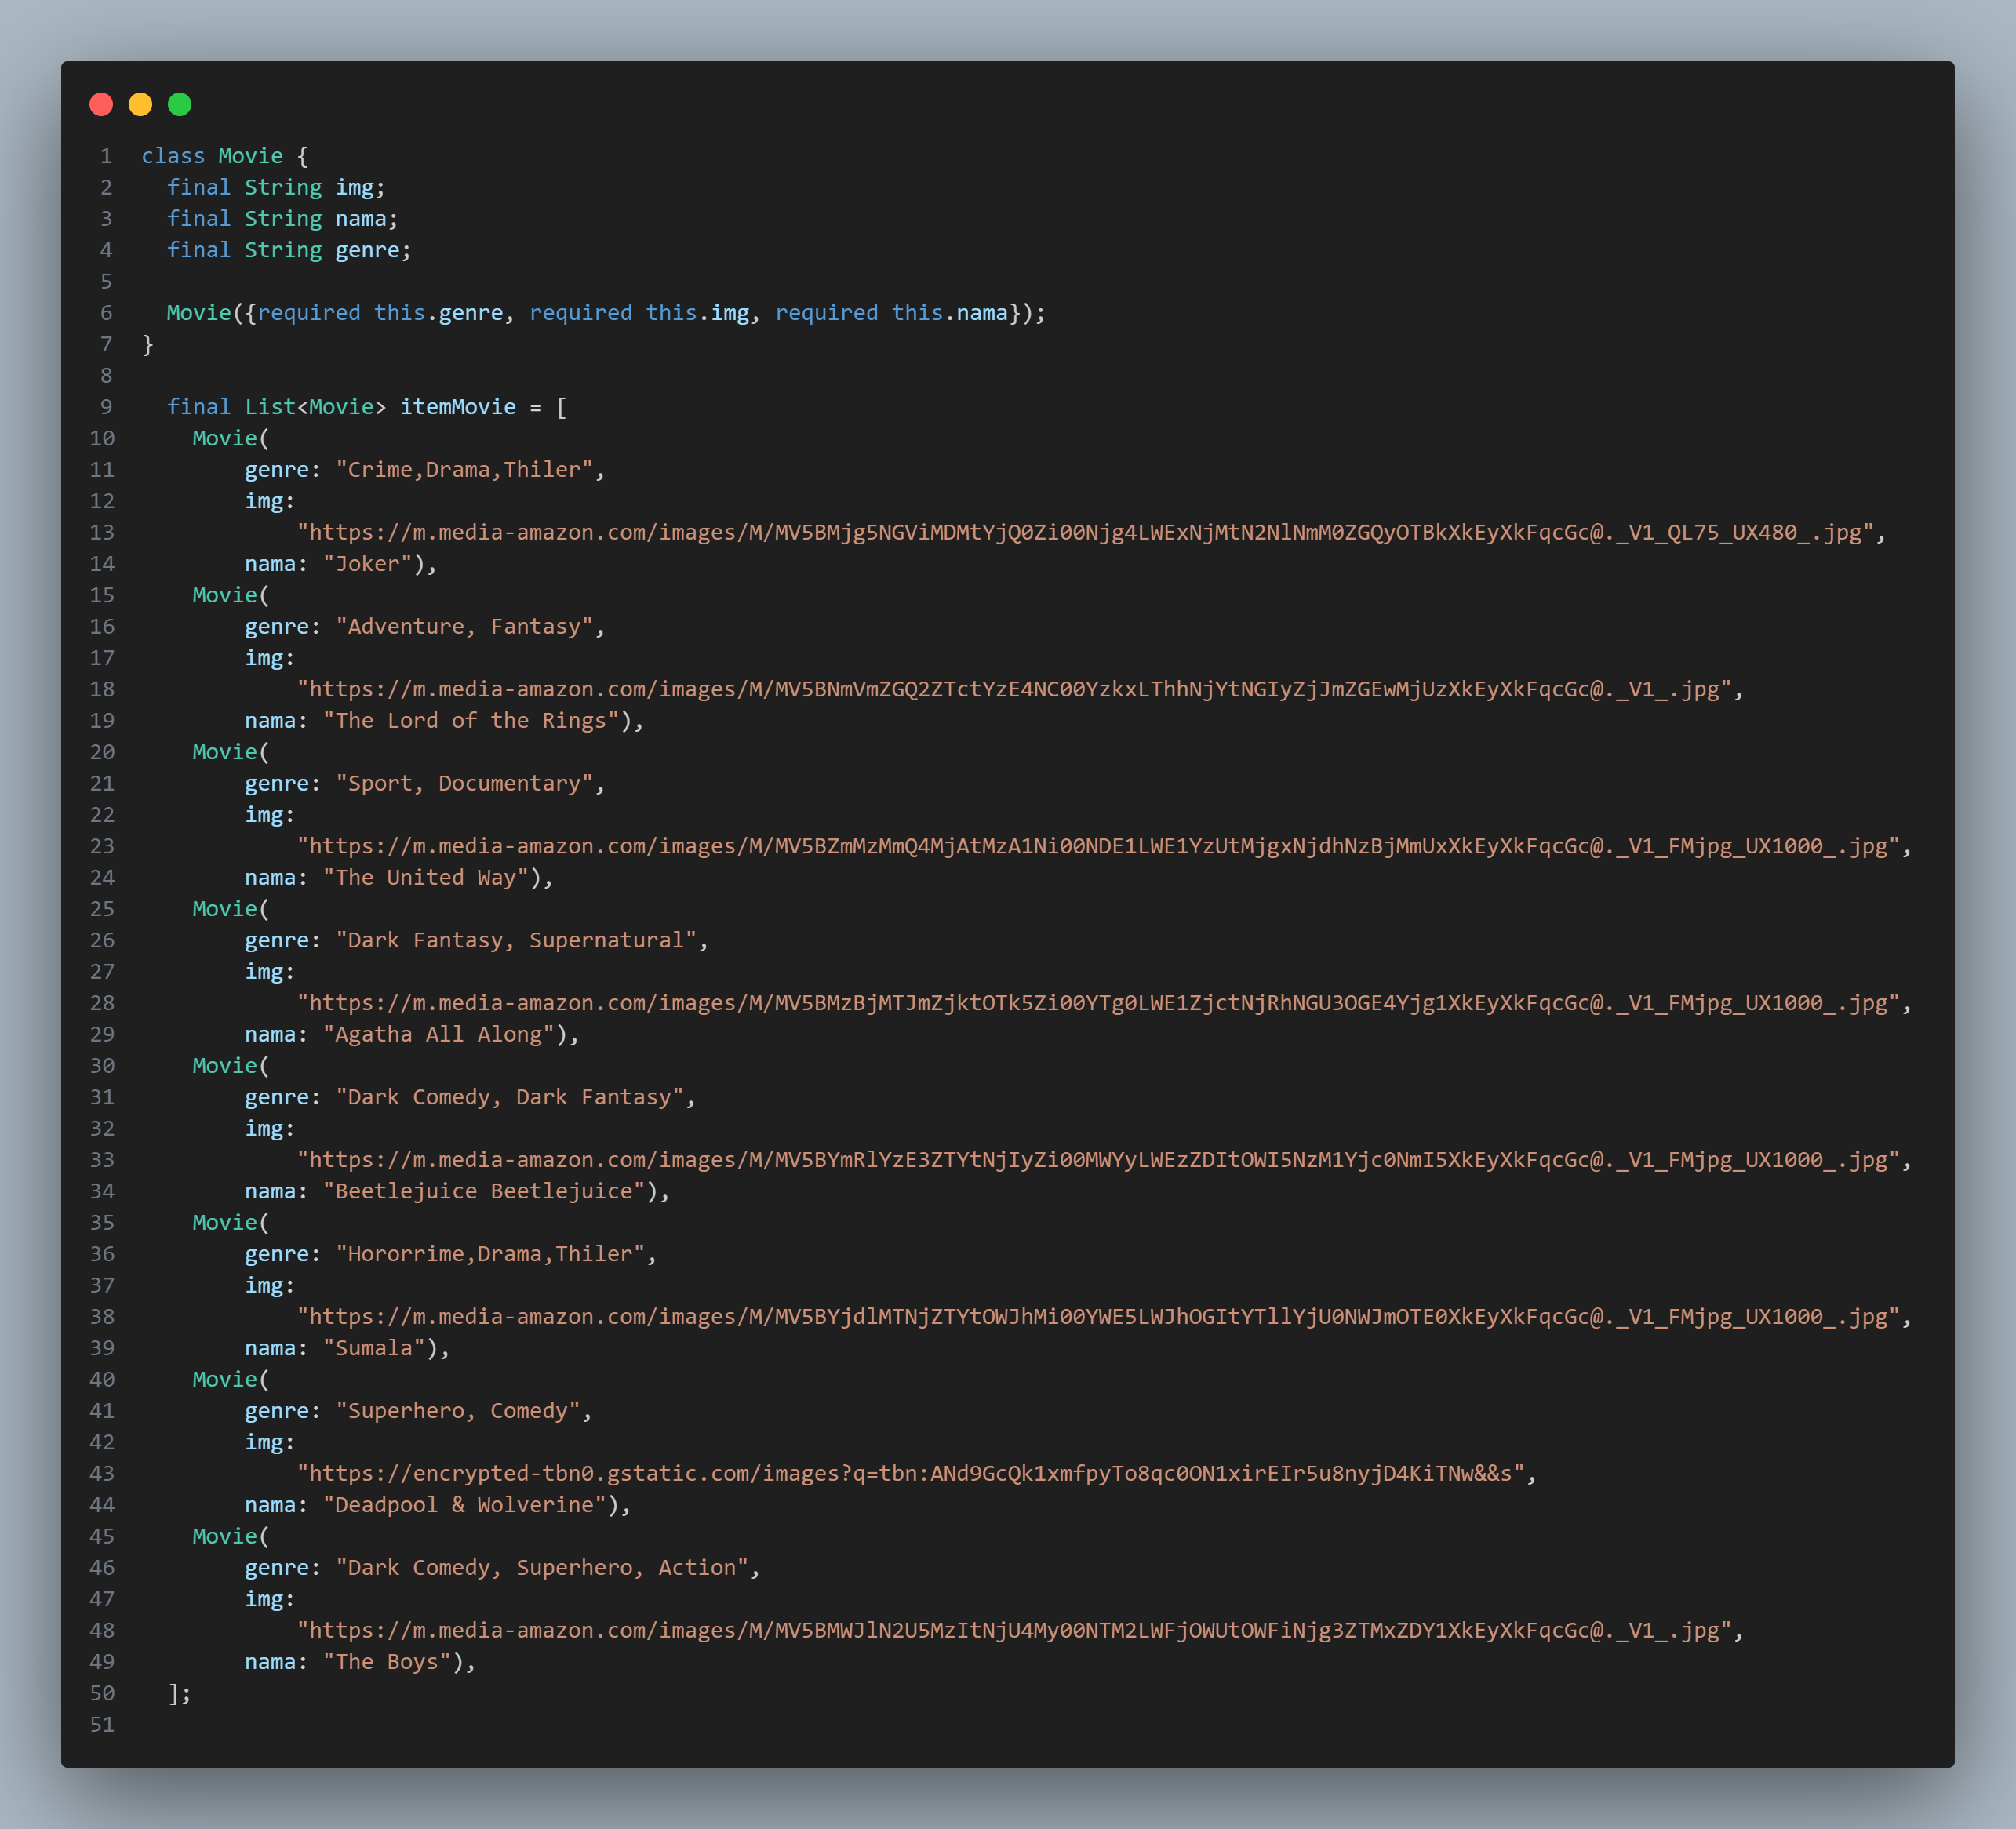 1 class Movie {
2 final String img;
3 final String nama;
4 final String genre;
5
6 Movie({required this.genre, required this.img, required this.nama});
7 }
8
9 final List<Movie> itemMovie = [
10 Movie(
11 genre: "Crime,Drama,Thiler",
12 img:
13 "https://m.media-amazon.com/images/M/MV5BMjg5NGViMDMtYjQ0Zi00Njg4LWExNjMtN2NlNmM0ZGQyOTBkXkEyXkFqcGc@._V1_QL75_UX480_.jpg",
14 nama: "Joker"),
15 Movie(
16 genre: "Adventure, Fantasy",
17 img:
18 "https://m.media-amazon.com/images/M/MV5BNmVmZGQ2ZTctYzE4NC00YzkxLThhNjYtNGIyZjJmZGEwMjUzXkEyXkFqcGc@._V1_.jpg",
19 nama: "The Lord of the Rings"),
20 Movie(
21 genre: "Sport, Documentary",
22 img:
23 "https://m.media-amazon.com/images/M/MV5BZmMzMmQ4MjAtMzA1Ni00NDE1LWE1YzUtMjgxNjdhNzBjMmUxXkEyXkFqcGc@._V1_FMjpg_UX1000_.jpg",
24 nama: "The United Way"),
25 Movie(
26 genre: "Dark Fantasy, Supernatural",
27 img:
28 "https://m.media-amazon.com/images/M/MV5BMzBjMTJmZjktOTk5Zi00YTg0LWE1ZjctNjRhNGU3OGE4Yjg1XkEyXkFqcGc@._V1_FMjpg_UX1000_.jpg",
29 nama: "Agatha All Along"),
30 Movie(
31 genre: "Dark Comedy, Dark Fantasy",
32 img:
33 "https://m.media-amazon.com/images/M/MV5BYmRlYzE3ZTYtNjIyZi00MWYyLWEzZDItOWI5NzM1Yjc0NmI5XkEyXkFqcGc@._V1_FMjpg_UX1000_.jpg",
34 nama: "Beetlejuice Beetlejuice"),
35 Movie(
36 genre: "Hororrime,Drama,Thiler",
37 img:
38 "https://m.media-amazon.com/images/M/MV5BYjdlMTNjZTYtOWJhMi00YWE5LWJhOGItYTllYjU0NWJmOTE0XkEyXkFqcGc@._V1_FMjpg_UX1000_.jpg",
39 nama: "Sumala"),
40 Movie(
41 genre: "Superhero, Comedy",
42 img:
43 "https://encrypted-tbn0.gstatic.com/images?q=tbn:ANd9GcQk1xmfpyTo8qc0ON1xirEIr5u8nyjD4KiTNw&&s",
44 nama: "Deadpool & Wolverine"),
45 Movie(
46 genre: "Dark Comedy, Superhero, Action",
47 img:
48 "https://m.media-amazon.com/images/M/MV5BMWJlN2U5MzItNjU4My00NTM2LWFjOWUtOWFiNjg3ZTMxZDY1XkEyXkFqcGc@._V1_.jpg",
49 nama: "The Boys"),
50 ];
51